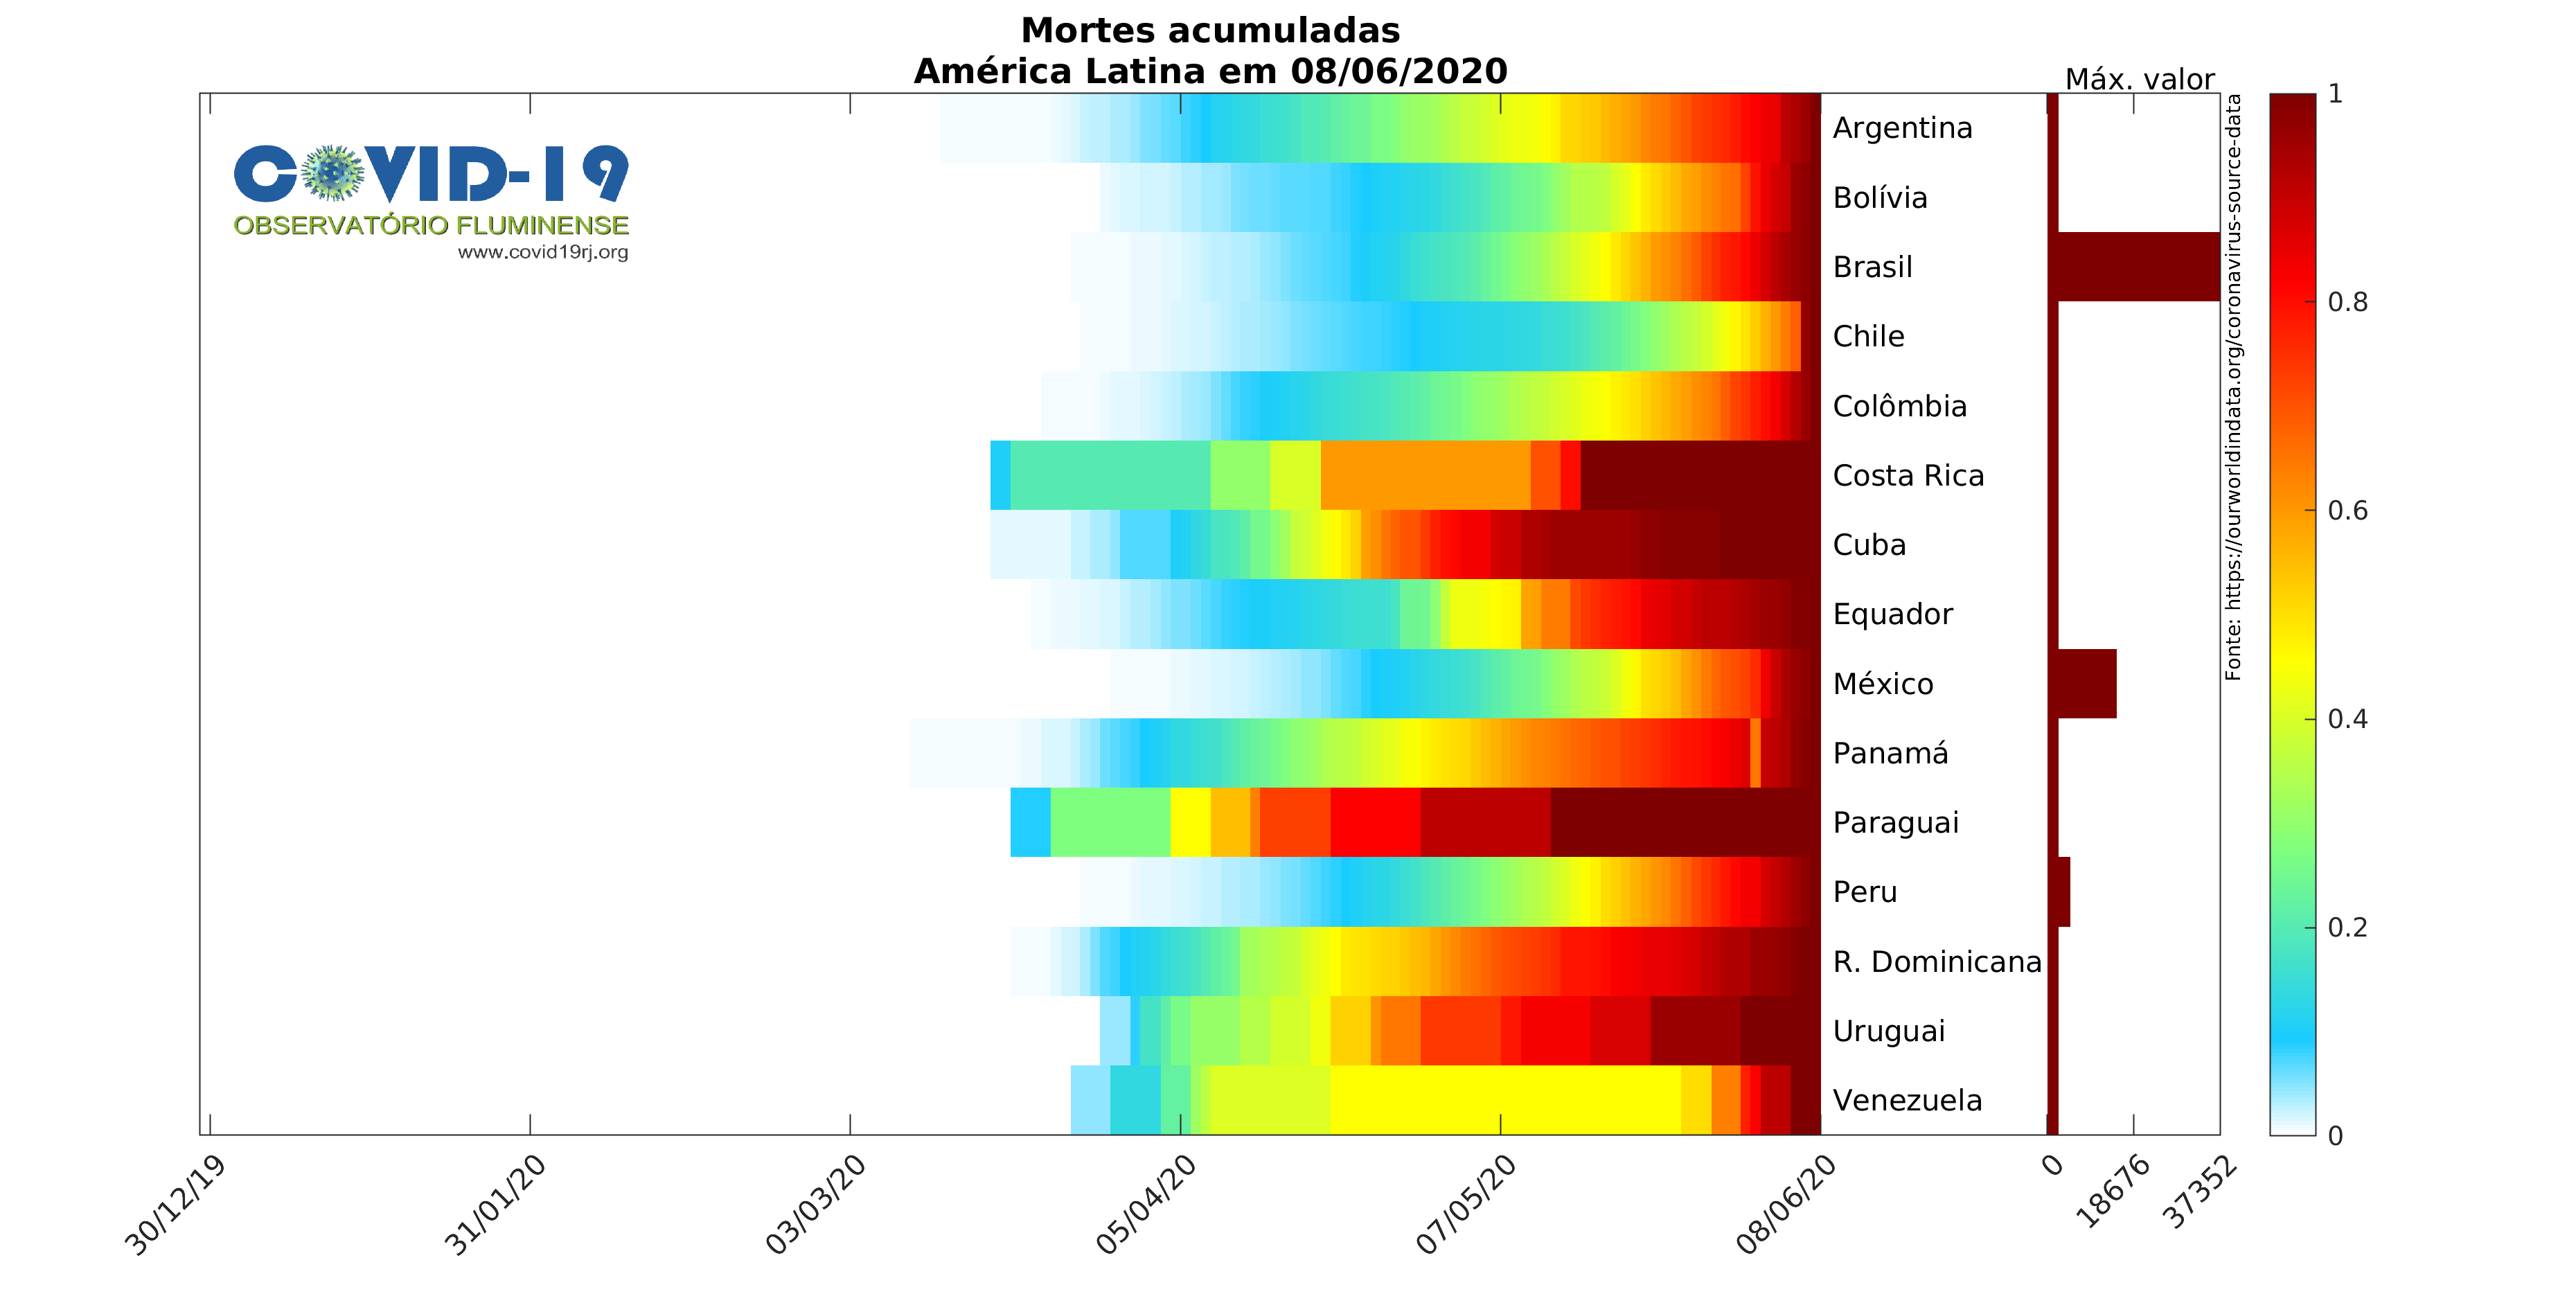 Mortes acumuladas
América Latina em 08/06/2020
Máx. valor
COVID-19
OBSERVATÓRIO FLUMINENSE
www.covid19rj.org
Argentina
Bolívia
Brasil
Chile
Colômbia
Costa Rica
Cuba
Equador
México
Panamá
Paraguai
Peru
R. Dominicana
Uruguai
Venezuela
Fonte: https://ourworldindata.org/coronavirus-source-data
1
0.8
0.6
0.4
0.2
0
30/12/19
31/01/20
03/03/20
05/04/20
07/05/20
08/06/20
0
18676
37352